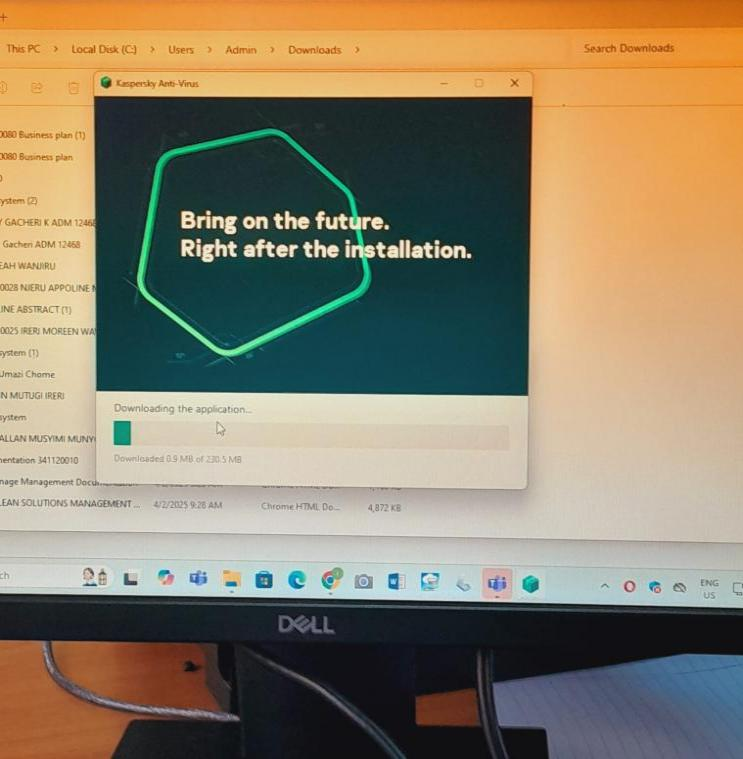 This PC > Local Disk (C:) > Users > Admin > Downloads >
Search Downloads
Kaspersky Anti-Virus
0080 Business plan (1)
0080 Business plan
ystem (2)
GACHERI K ADM 1246
Gacheri ADM 12468
EAH WANJIRU
0028 NJERU APPOLINE
INE ABSTRACT (1)
0025 IRERI MOREEN WA
ystem (1)
Umazi Chome
N MUTUGI IRERI
ystem
ALLAN MUSYIMI MUNY
mentation 341120010
nage Management Docu
LEAN SOLUTIONS MANAGEMENT ... 4/2/2025 9:28 AM Chrome HTML Do... 4,872 KB
Bring on the future.
Right after the installation.
Downloading the application...
Downloaded 0.9 MB of 230.5 MB
ch
ENG
US
DELL